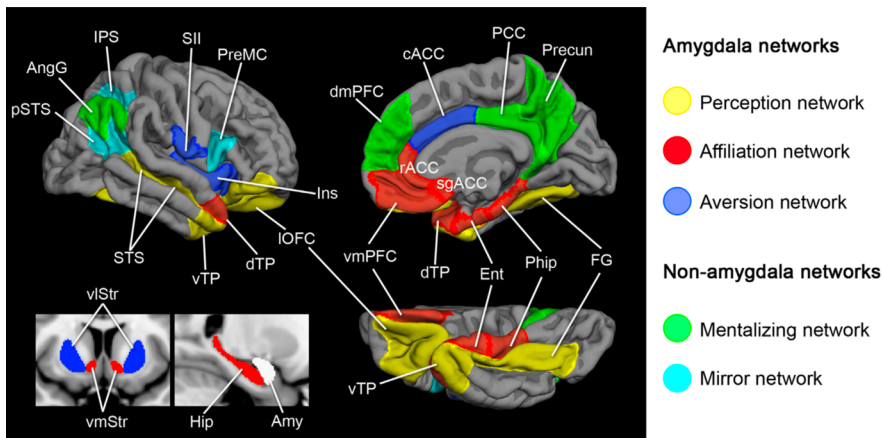 IPS
SII
PreMC
AngG
pSTS
Ins
STS
vTP
dTP
lOFC
PCC
cACC
Precun
dmPFC
rACC
sgACC
vmPFC
dTP
Ent
Phip
FG
vTP
vlStr
vmStr
Hip
Amy
Amygdala networks
Perception network
Affiliation network
Aversion network
Non-amygdala networks
Mentalizing network
Mirror network